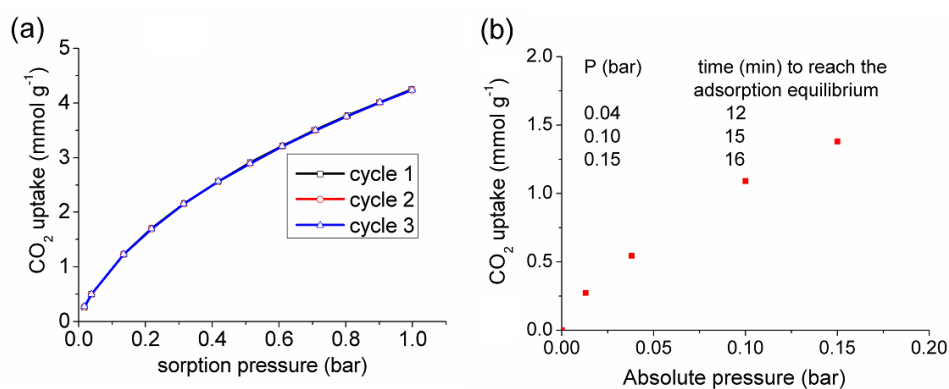 (a)
CO2 uptake (mmol g-1)
5
4
3
2
1
0
cycle 1
cycle 2
cycle 3
0.0 0.2 0.4 0.6 0.8 1.0
sorption pressure (bar)
(b)
CO2 uptake (mmol g-1)
2.0
1.5
1.0
0.5
0.0
P (bar) time (min) to reach the
adsorption equilibrium
0.04 12
0.10 15
0.15 16
0.00 0.05 0.10 0.15 0.20
Absolute pressure (bar)